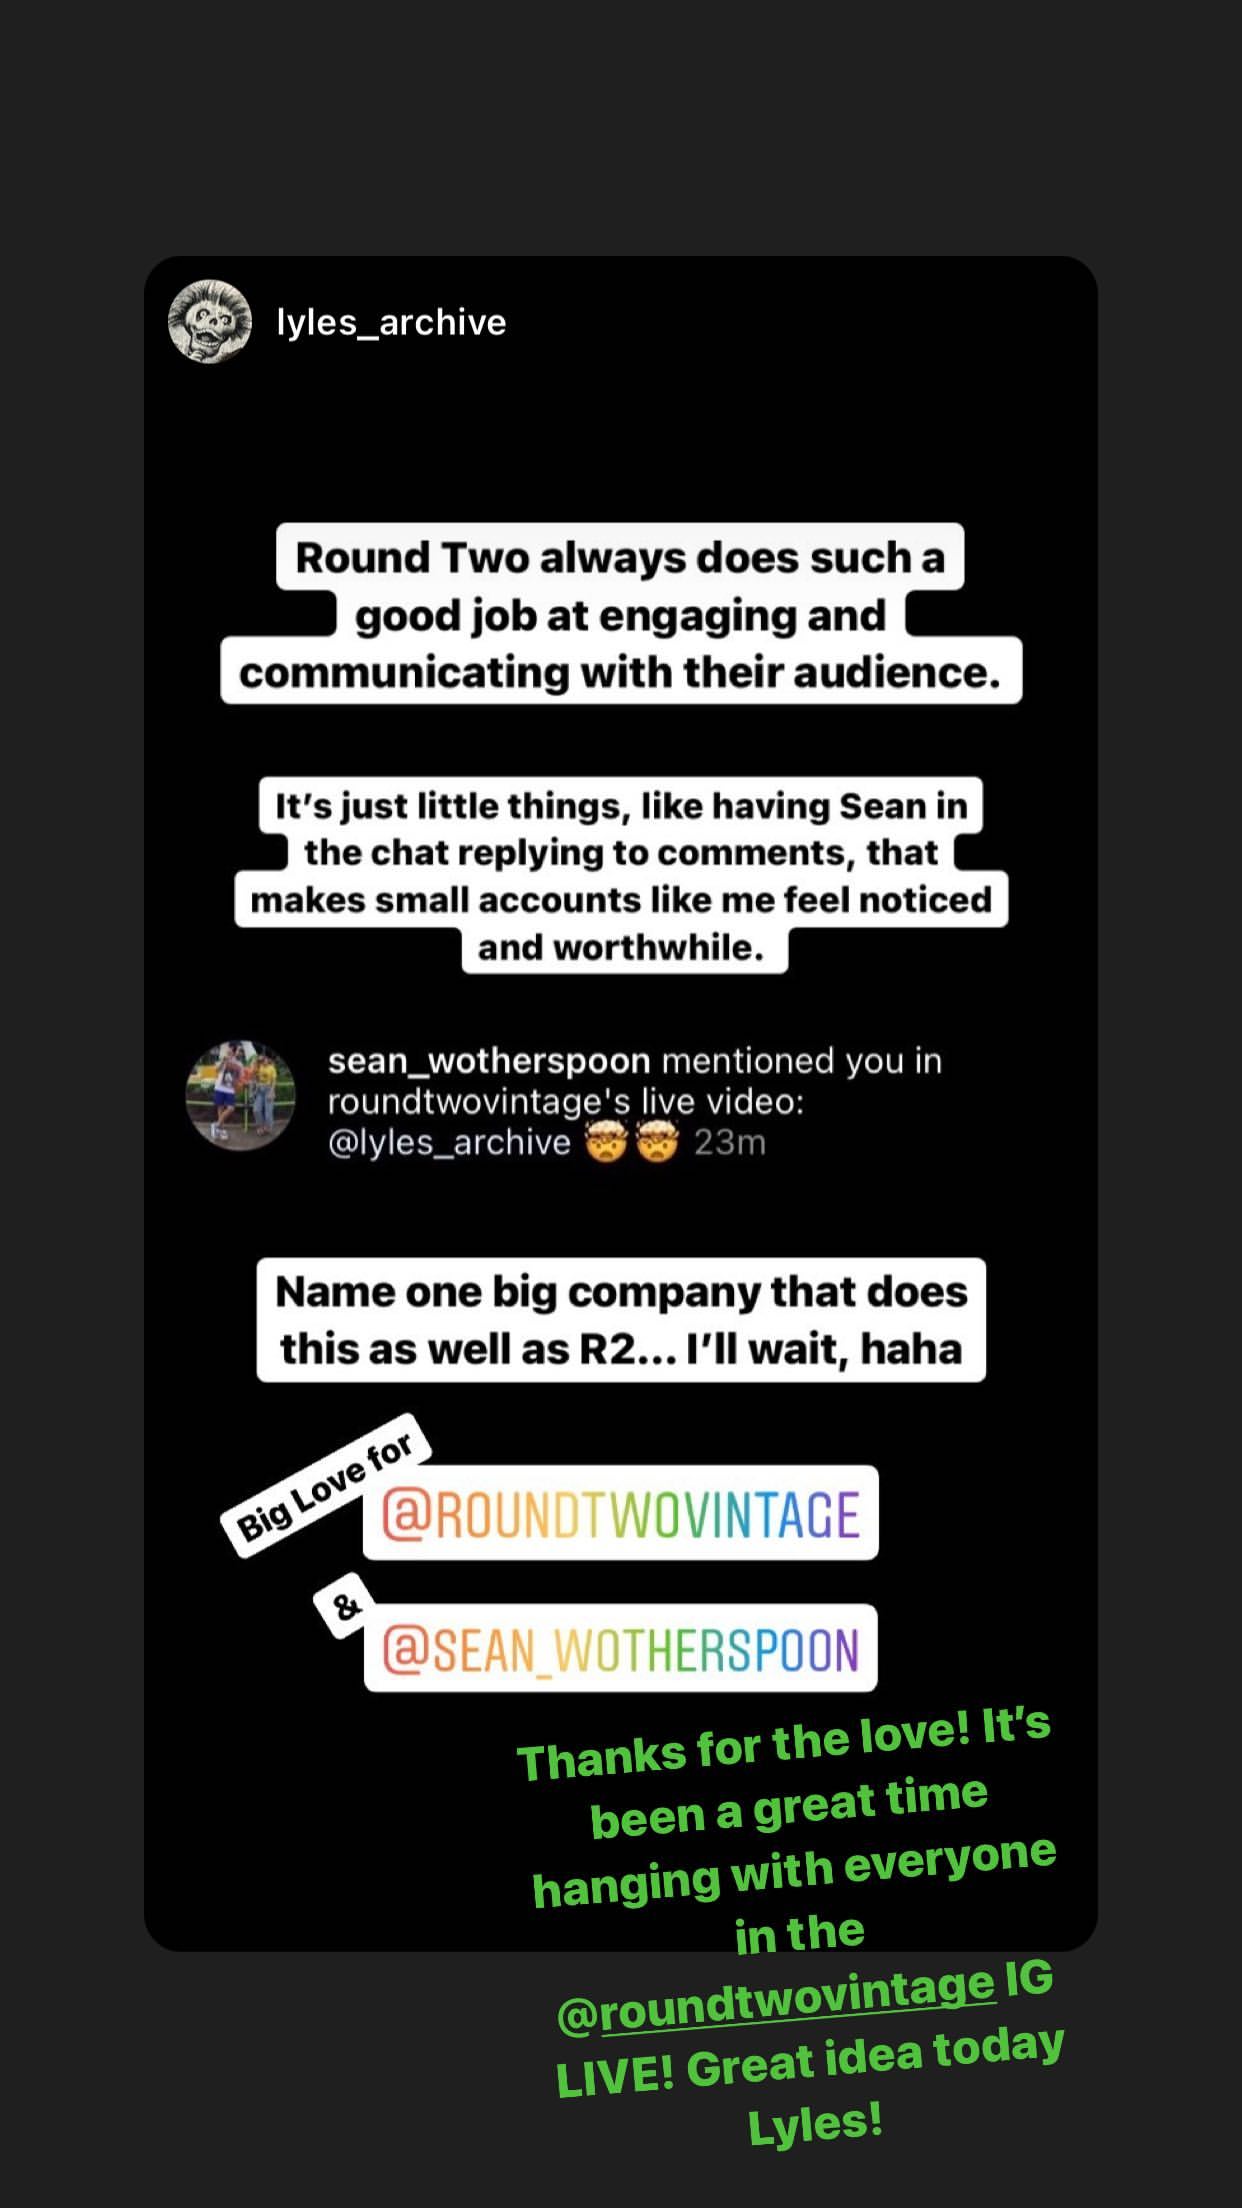 lyles_archive
Round Two always does such a
good job at engaging and
communicating with their audience.
It’s just little things, like having Sean in
the chat replying to comments, that
makes small accounts like me feel noticed
and worthwhile.
sean_wotherspoon mentioned you in
roundtwovintage's live video:
@lyles_archive 🤯🤯 23m
Name one big company that does
this as well as R2... I’ll wait, haha
Big Love for
@ROUNDTWOVINTAGE
&
@SEAN_WOTHERSPOON
Thanks for the love! It’s
been a great time
hanging with everyone
in the
@roundtwovintage IG
LIVE! Great idea today
Lyles!